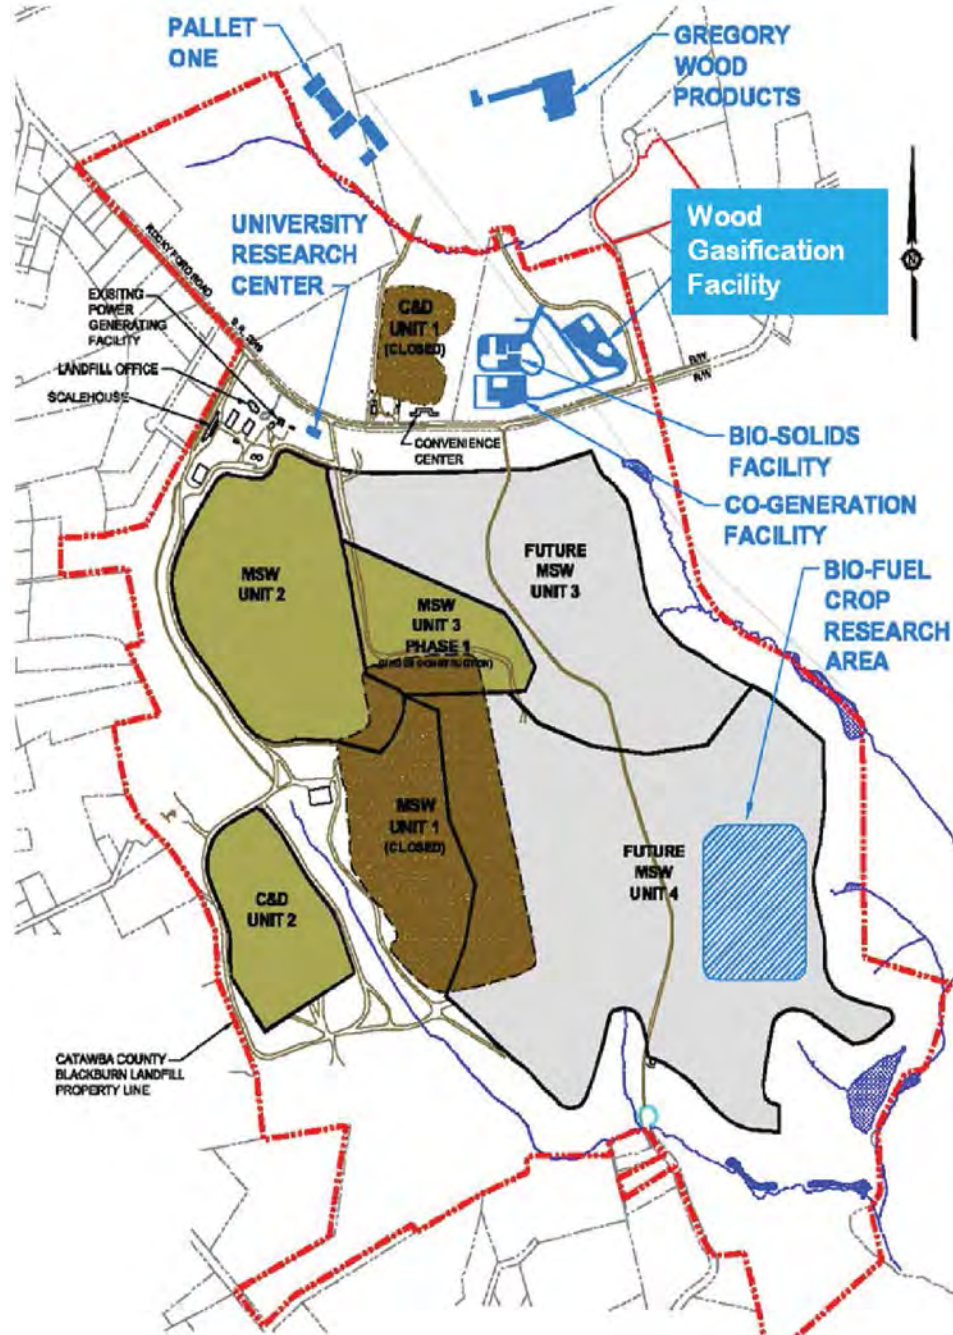 PALLET
ONE
GREGORY
WOOD
PRODUCTS
Wood
Gasification
Facility
UNIVERSITY
RESEARCH
CENTER
ROCKY FORD ROAD
EXISITNG
POWER
GENERATING
FACILITY
LANDFILL OFFICE
SCALEHOUSE
C&D
UNIT 1
(CLOSED)
R/W
R/W
N
CONVENIENCE
CENTER
BIO-SOLIDS
FACILITY
CO-GENERATION
FACILITY
BIO-FUEL
CROP
RESEARCH
AREA
MSW
UNIT 2
FUTURE
MSW
UNIT 3
MSW
UNIT 3
PHASE 1
MSW
UNIT 1
(CLOSED)
FUTURE
MSW
UNIT 4
C&D
UNIT 2
CATAWBA COUNTY
BLACKBURN LANDFILL
PROPERTY LINE